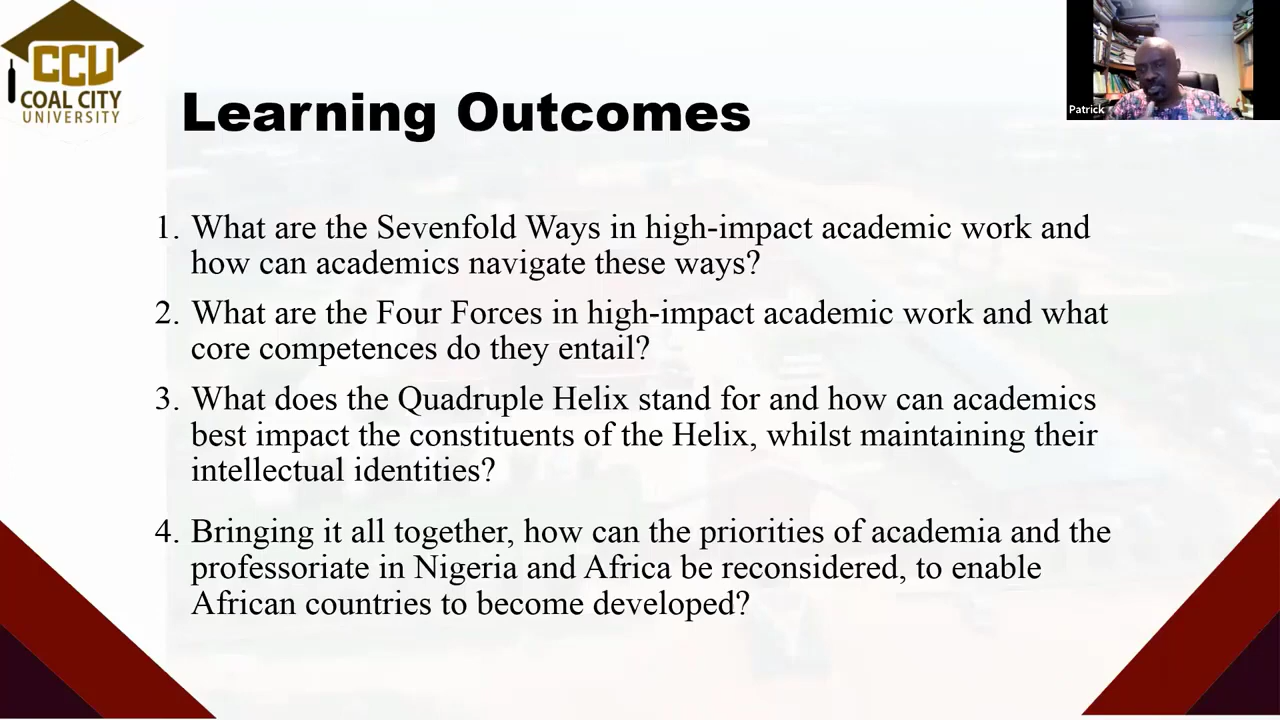 CCU
COAL CITY
UNIVERSITY
Patrick
Learning Outcomes
1. What are the Sevenfold Ways in high-impact academic work and
how can academics navigate these ways?
2. What are the Four Forces in high-impact academic work and what
core competences do they entail?
3. What does the Quadruple Helix stand for and how can academics
best impact the constituents of the Helix, whilst maintaining their
intellectual identities?
4. Bringing it all together, how can the priorities of academia and the
professoriate in Nigeria and Africa be reconsidered, to enable
African countries to become developed?